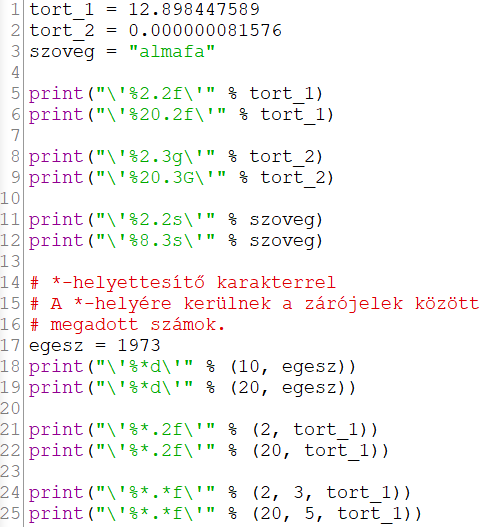 1 tort_1 = 12.898447589
2 tort_2 = 0.000000081576
3 szoveg = "almafa"
4
5 print("\'%2.2f\'" % tort_1)
6 print("\'%20.2f\'" % tort_1)
7
8 print("\'%2.3g\'" % tort_2)
9 print("\'%20.3G\'" % tort_2)
10
11 print("\'%2.2s\'" % szoveg)
12 print("\'%8.3s\'" % szoveg)
13
14 # *-helyettesítő karakterrel
15 # A *-helyére kerülnek a zárójelek között
16 # megadott számok.
17 egesz = 1973
18 print("\'%*d\'" % (10, egesz))
19 print("\'%*d\'" % (20, egesz))
20
21 print("\'%*.2f\'" % (2, tort_1))
22 print("\'%*.2f\'" % (20, tort_1))
23
24 print("\'%*.*f\'" % (2, 3, tort_1))
25 print("\'%*.*f\'" % (20, 5, tort_1))